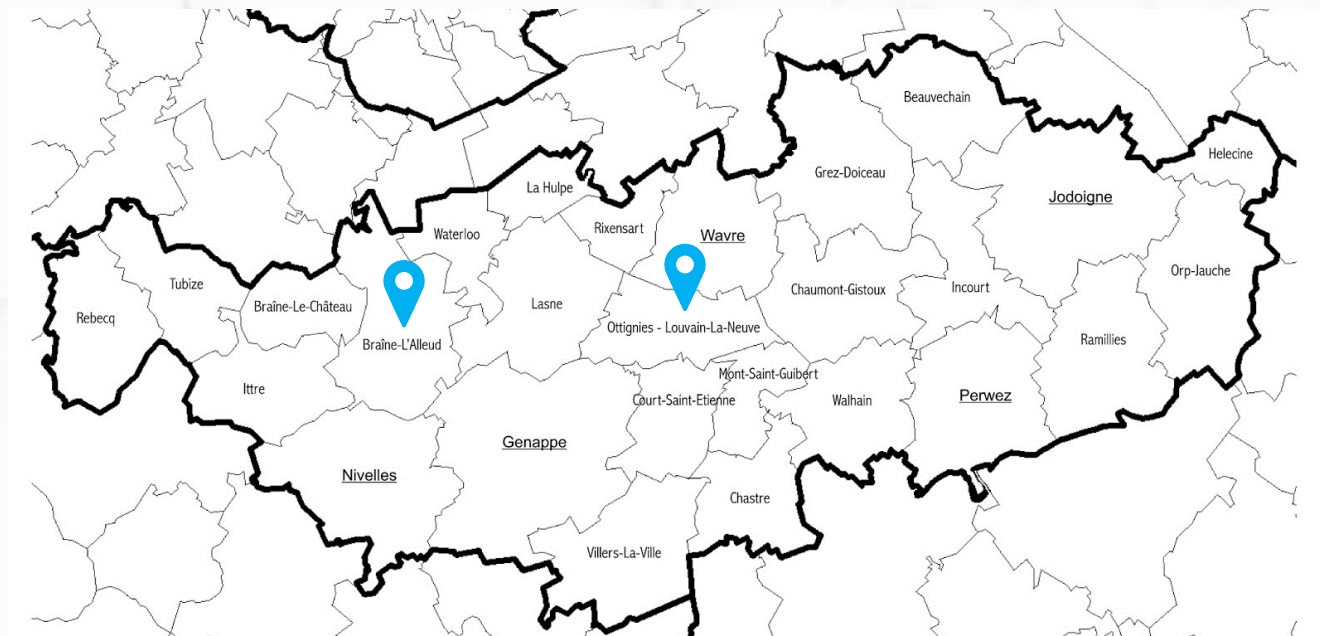 Beauvechain
Helecine
Grez-Doiceau
La Hulpe
Jodoigne
Rixensart
Waterloo
Wavre
Orp-Jauche
Tubize
Chaumont-Gistoux
Incourt
Braîne-Le-Château
Lasne
Rebecq
Ottignies - Louvain-La-Neuve
Ramillies
Braîne-L'Alleud
Mont-Saint-Guibert
Ittre
Perwez
Court-Saint-Etienne
Walhain
Genappe
Nivelles
Chastre
Villers-La-Ville